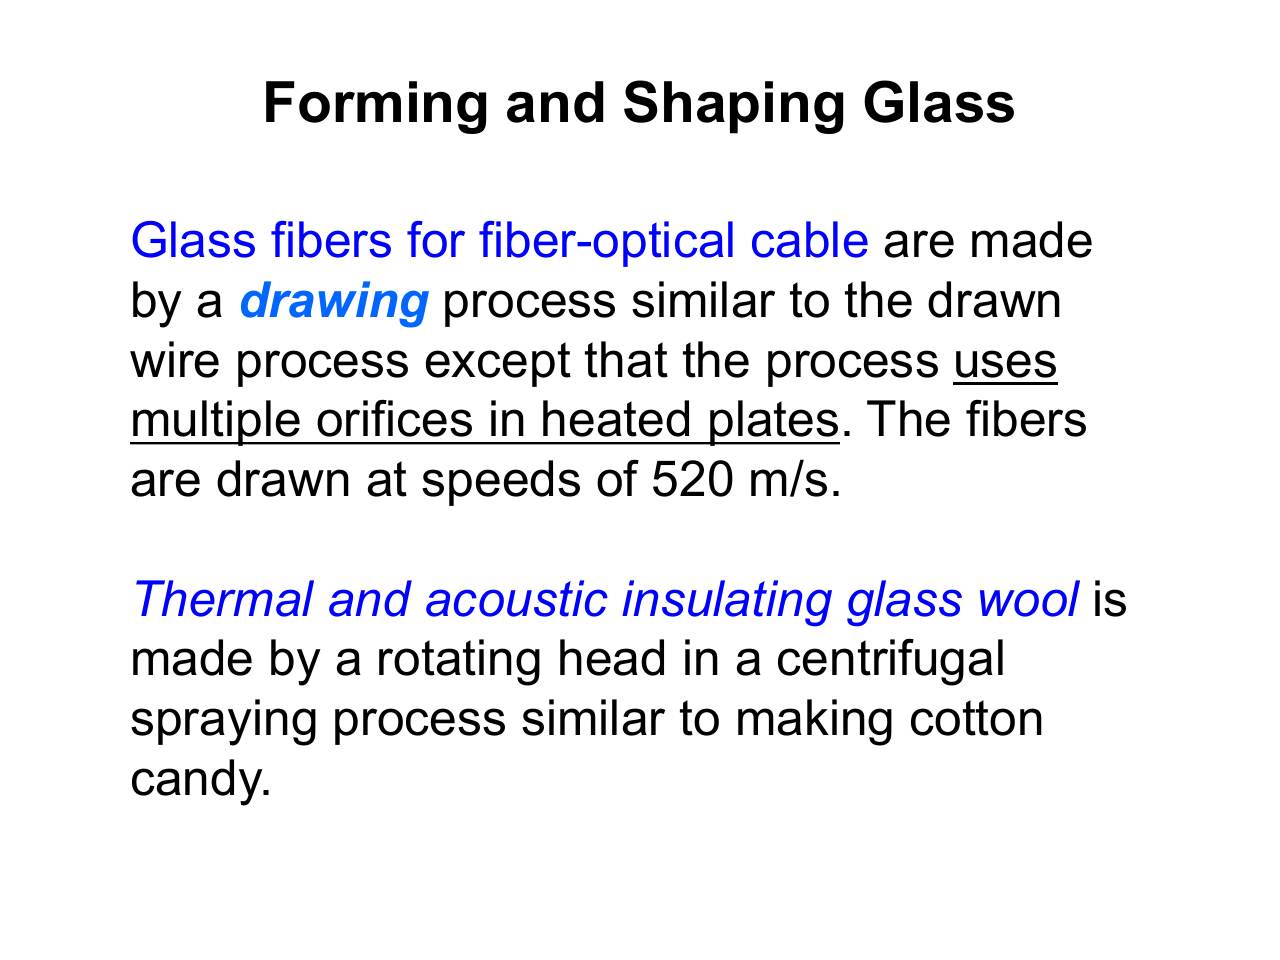 Forming and Shaping Glass
Glass fibers for fiber-optical cable are made
by a drawing process similar to the drawn
wire process except that the process uses
multiple orifices in heated plates. The fibers
are drawn at speeds of 520 m/s.
Thermal and acoustic insulating glass wool is
made by a rotating head in a centrifugal
spraying process similar to making cotton
candy.